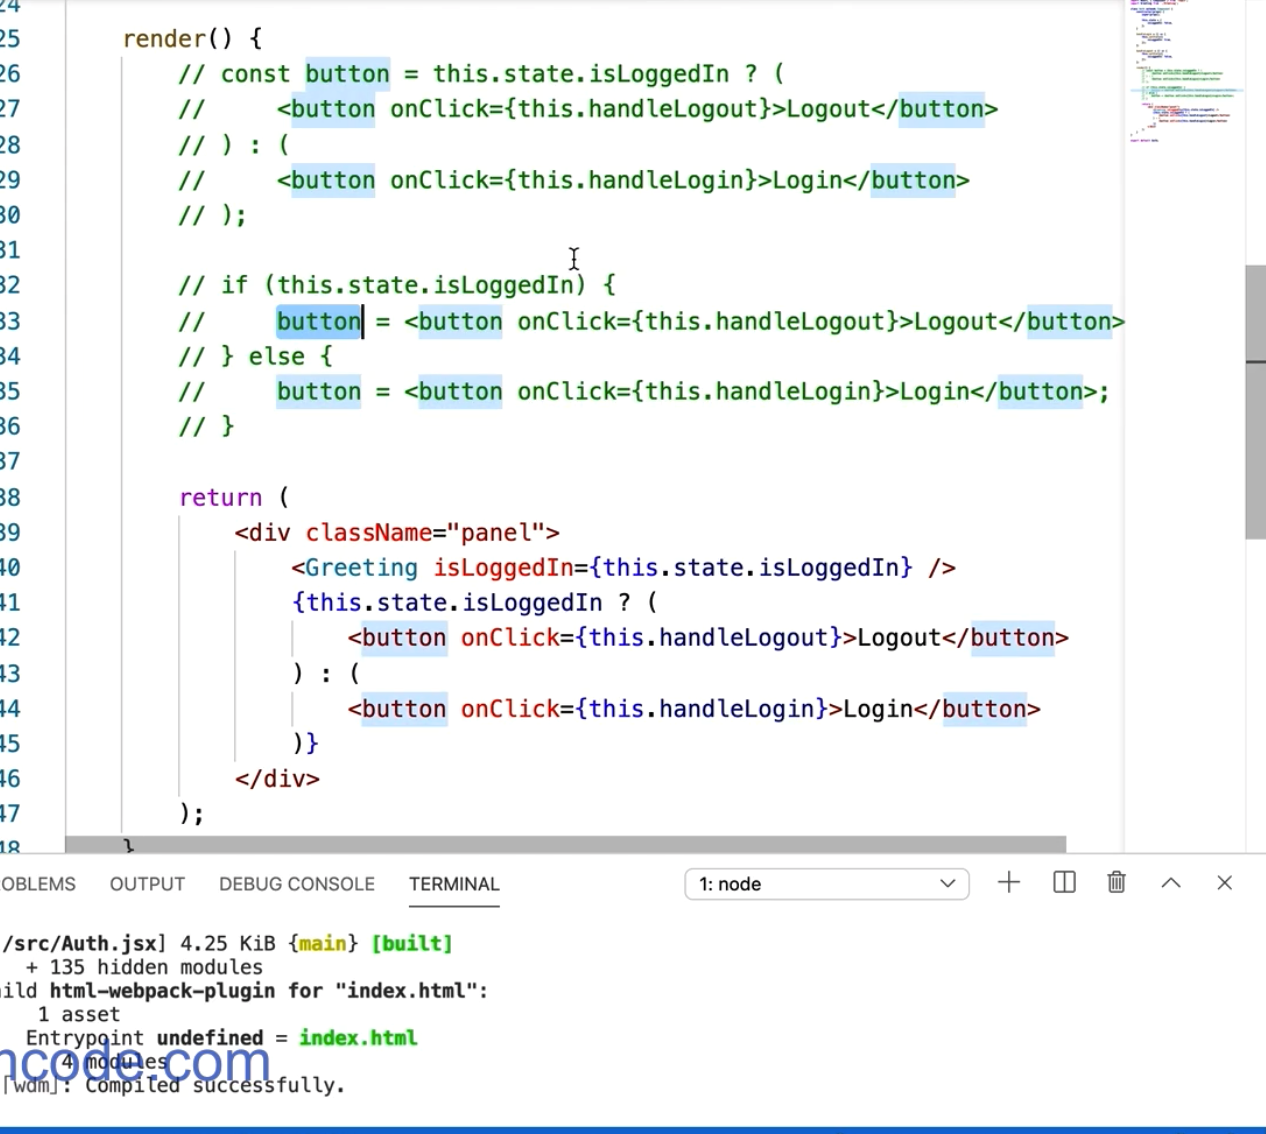 24
25 render() {
26 // const button = this.state.isLoggedIn ? (
27 // <button onClick={this.handleLogout}>Logout</button>
28 // ) : (
29 // <button onClick={this.handleLogin}>Login</button>
30 // );
31
32 // if (this.state.isLoggedIn) {
33 // button = <button onClick={this.handleLogout}>Logout</button>
34 // } else {
35 // button = <button onClick={this.handleLogin}>Login</button>;
36 // }
37
38 return (
39 <div className="panel">
40 <Greeting isLoggedIn={this.state.isLoggedIn} />
41 {this.state.isLoggedIn ? (
42 <button onClick={this.handleLogout}>Logout</button>
43 ) : (
44 <button onClick={this.handleLogin}>Login</button>
45 )}
46 </div>
47 );
48 }
OBLEMS OUTPUT DEBUG CONSOLE TERMINAL 1: node
/src/Auth.jsx] 4.25 KiB {main} [built]
+ 135 hidden modules
ild html-webpack-plugin for "index.html":
1 asset
Entrypoint undefined = index.html
4 modules
ncode.com
[wdm]: Compiled successfully.